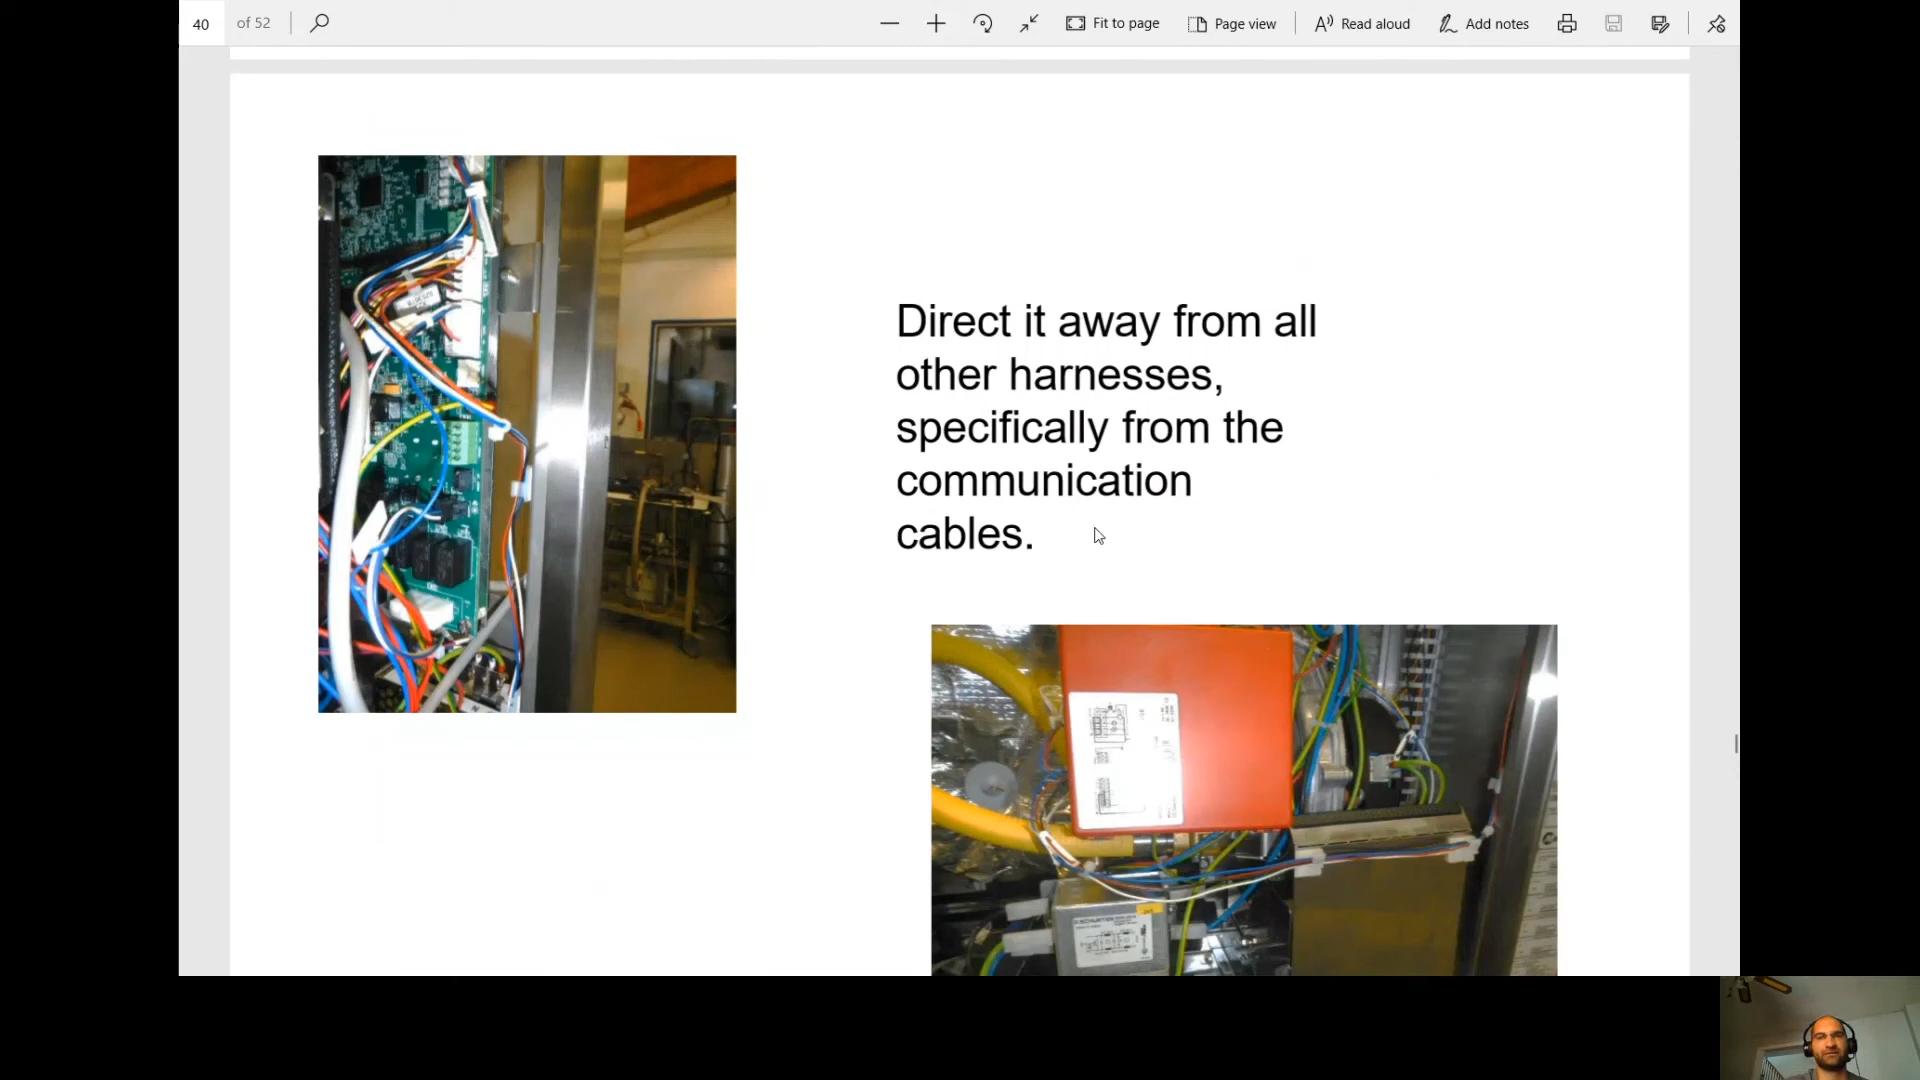 40 of 52 Fit to page Page view Read aloud Add notes
Direct it away from all
other harnesses,
specifically from the
communication
cables.
SCHURTER
N